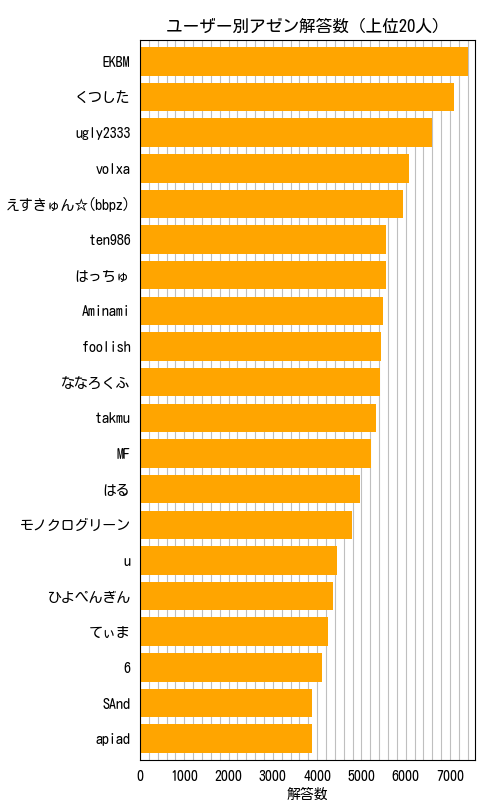 ユーザー別アゼン解答数 (上位20人)
EKBM
くつした
ugly2333
volxa
えすきゅん☆(bbpz)
ten986
はっちゅ
Aminami
foolish
ななろくふ
takmu
MF
はる
モノクログリーン
u
ひよぺんぎん
てぃま
6
SAnd
apiad
0 1000 2000 3000 4000 5000 6000 7000
解答数